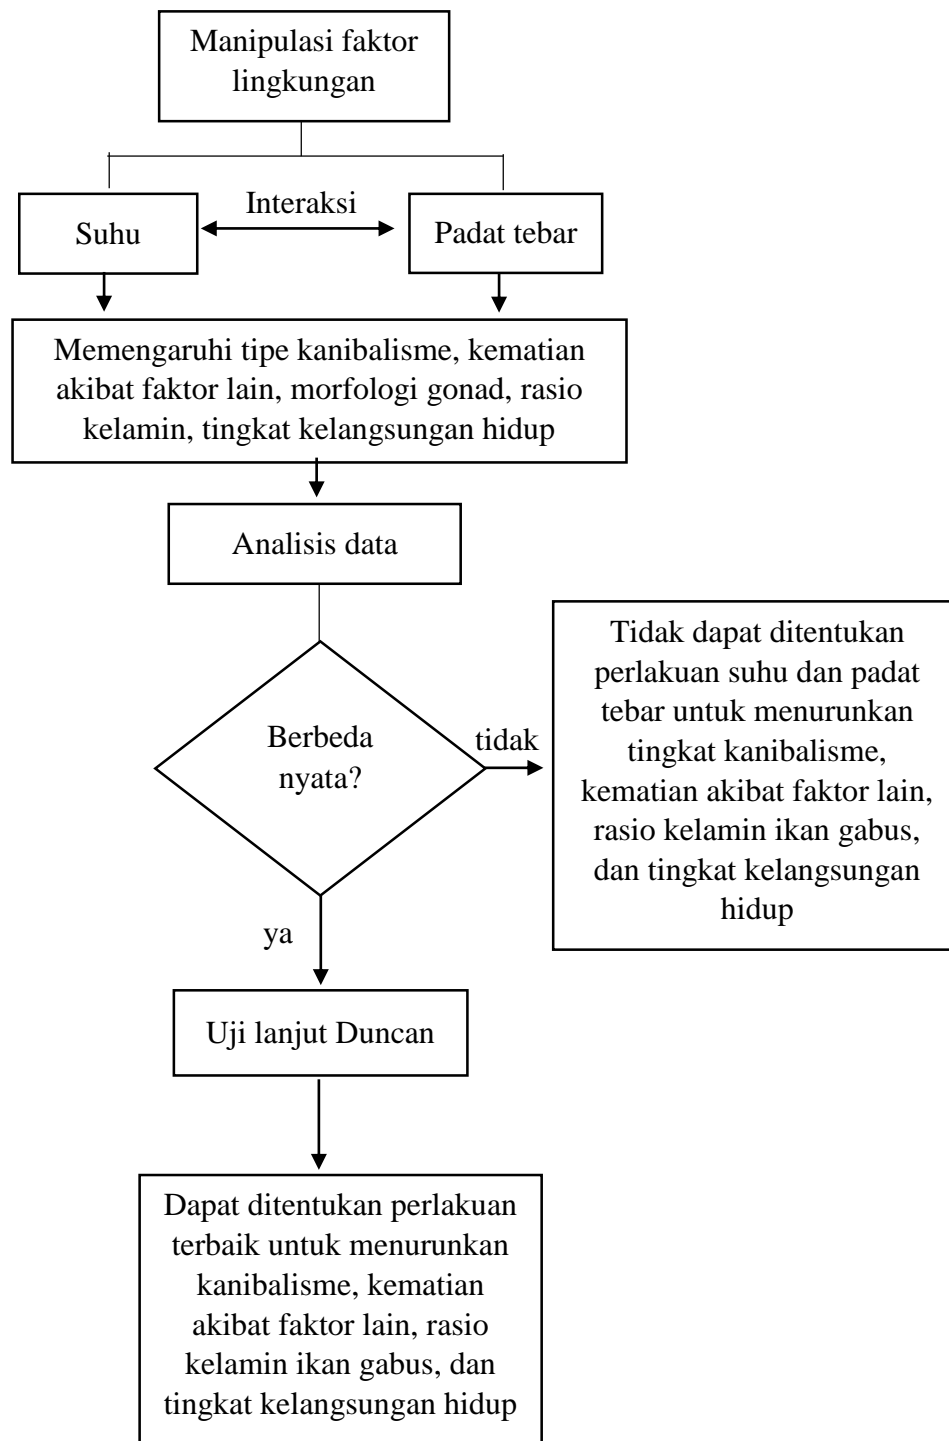 Manipulasi faktor
lingkungan
Interaksi
Suhu
Padat tebar
Memengaruhi tipe kanibalisme, kematian
akibat faktor lain, morfologi gonad, rasio
kelamin, tingkat kelangsungan hidup
Analisis data
Berbeda
nyata?
tidak
Tidak dapat ditentukan
perlakuan suhu dan padat
tebar untuk menurunkan
tingkat kanibalisme,
kematian akibat faktor lain,
rasio kelamin ikan gabus,
dan tingkat kelangsungan
hidup
ya
Uji lanjut Duncan
Dapat ditentukan perlakuan
terbaik untuk menurunkan
kanibalisme, kematian
akibat faktor lain, rasio
kelamin ikan gabus, dan
tingkat kelangsungan hidup